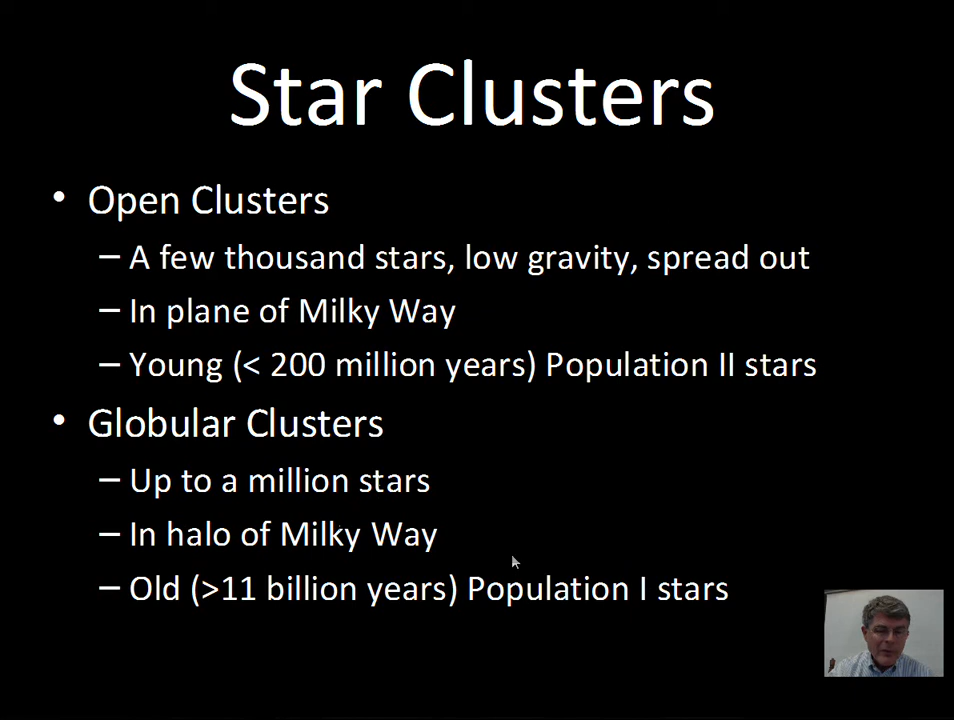 Star Clusters
• Open Clusters
– A few thousand stars, low gravity, spread out
– In plane of Milky Way
– Young (< 200 million years) Population II stars
• Globular Clusters
– Up to a million stars
– In halo of Milky Way
– Old (>11 billion years) Population I stars